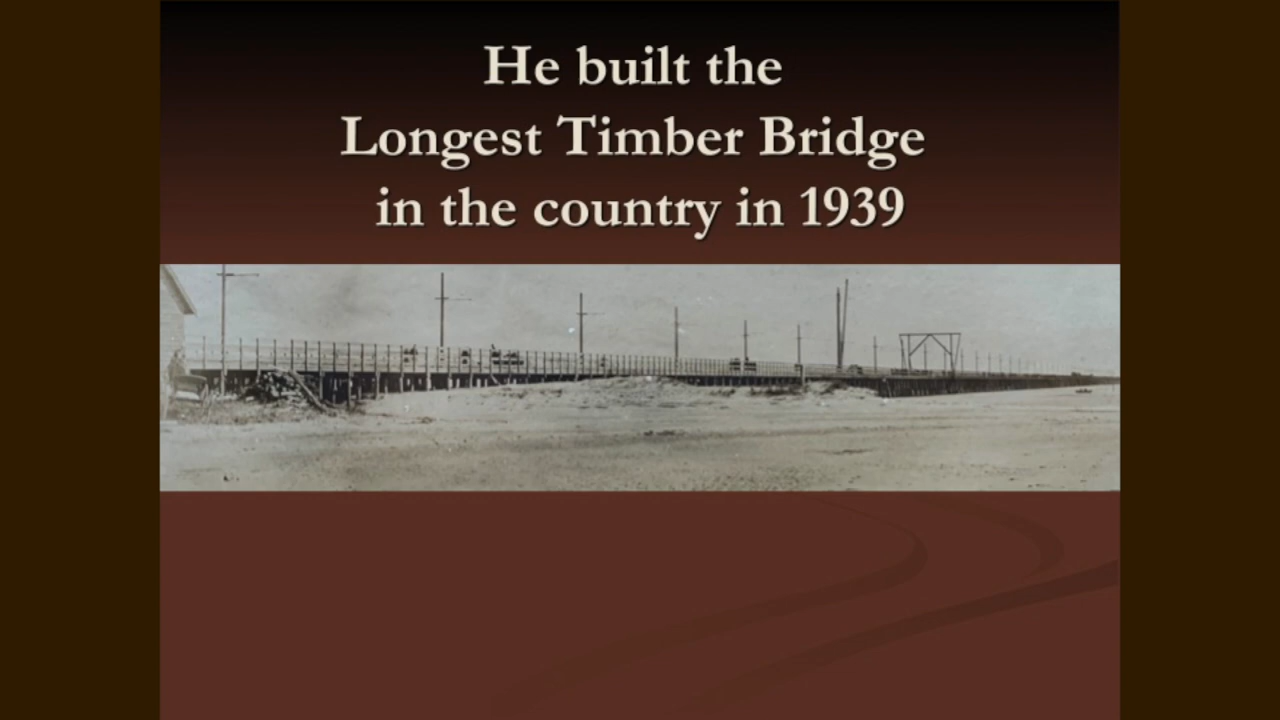 He built the
Longest Timber Bridge
in the country in 1939